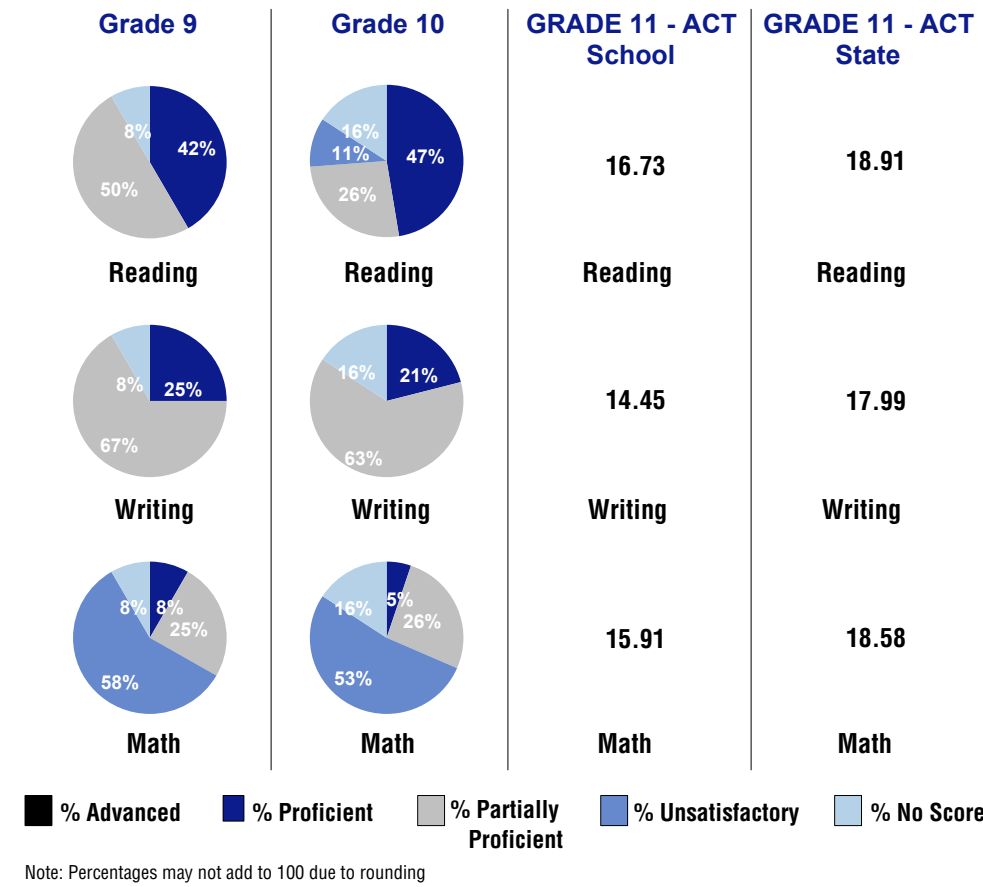 Grade 9
Grade 10
GRADE 11 - ACT
School
GRADE 11 - ACT
State
8%
42%
50%
16%
11%
47%
26%
16.73
18.91
Reading
Reading
Reading
Reading
8%
25%
67%
16%
21%
63%
14.45
17.99
Writing
Writing
Writing
Writing
8%
8%
25%
58%
16%
5%
26%
53%
15.91
18.58
Math
Math
Math
Math
% Advanced
% Proficient
% Partially
Proficient
% Unsatisfactory
% No Score
Note: Percentages may not add to 100 due to rounding